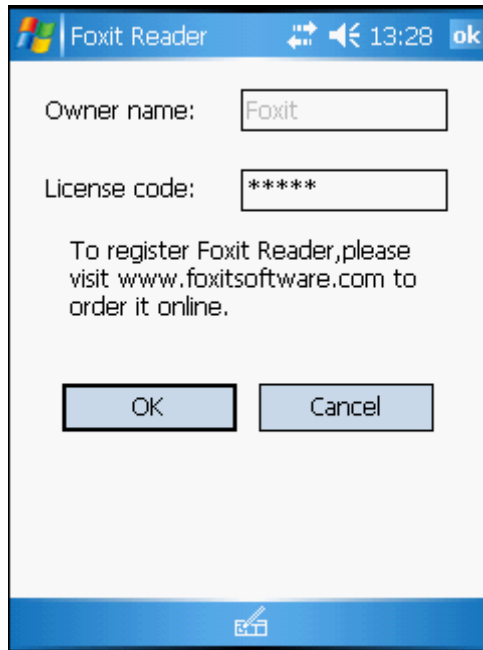 Foxit Reader 13:28 ok
Owner name: Foxit
License code: *****
To register Foxit Reader,please
visit www.foxitsoftware.com to
order it online.
OK Cancel